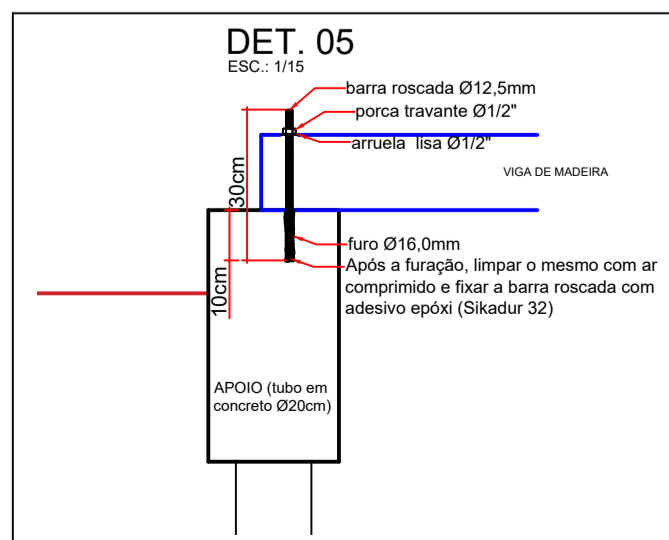 DET. 05
ESC.: 1/15
barra roscada Ø12,5mm
porca travante Ø1/2"
arruela lisa Ø1/2"
VIGA DE MADEIRA
30cm
furo Ø16,0mm
Após a furação, limpar o mesmo com ar
comprimido e fixar a barra roscada com
adesivo epóxi (Sikadur 32)
10cm
APOIO (tubo em
concreto Ø20cm)